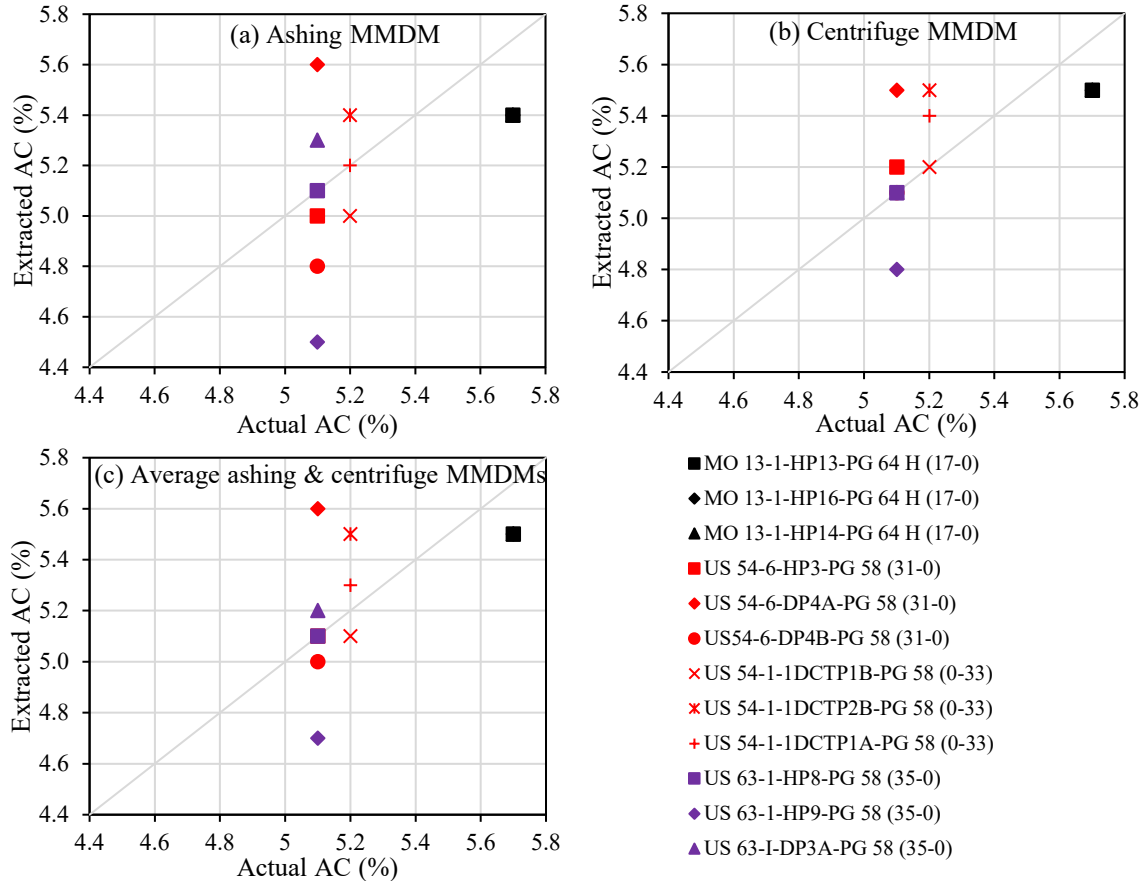 (a) Ashing MMDM
Extracted AC (%)
5.8
5.6
5.4
5.2
5.0
4.8
4.6
4.4
4.4 4.6 4.8 5 5.2 5.4 5.6 5.8
Actual AC (%)
(b) Centrifuge MMDM
Extracted AC (%)
5.8
5.6
5.4
5.2
5.0
4.8
4.6
4.4
4.4 4.6 4.8 5 5.2 5.4 5.6 5.8
Actual AC (%)
(c) Average ashing & centrifuge MMDMs
Extracted AC (%)
5.8
5.6
5.4
5.2
5.0
4.8
4.6
4.4
4.4 4.6 4.8 5 5.2 5.4 5.6 5.8
Actual AC (%)
MO 13-1-HP13-PG 64 H (17-0)
MO 13-1-HP16-PG 64 H (17-0)
MO 13-1-HP14-PG 64 H (17-0)
US 54-6-HP3-PG 58 (31-0)
US 54-6-DP4A-PG 58 (31-0)
US54-6-DP4B-PG 58 (31-0)
US 54-1-1DCTP1B-PG 58 (0-33)
US 54-1-1DCTP2B-PG 58 (0-33)
US 54-1-1DCTP1A-PG 58 (0-33)
US 63-1-HP8-PG 58 (35-0)
US 63-1-HP9-PG 58 (35-0)
US 63-I-DP3A-PG 58 (35-0)